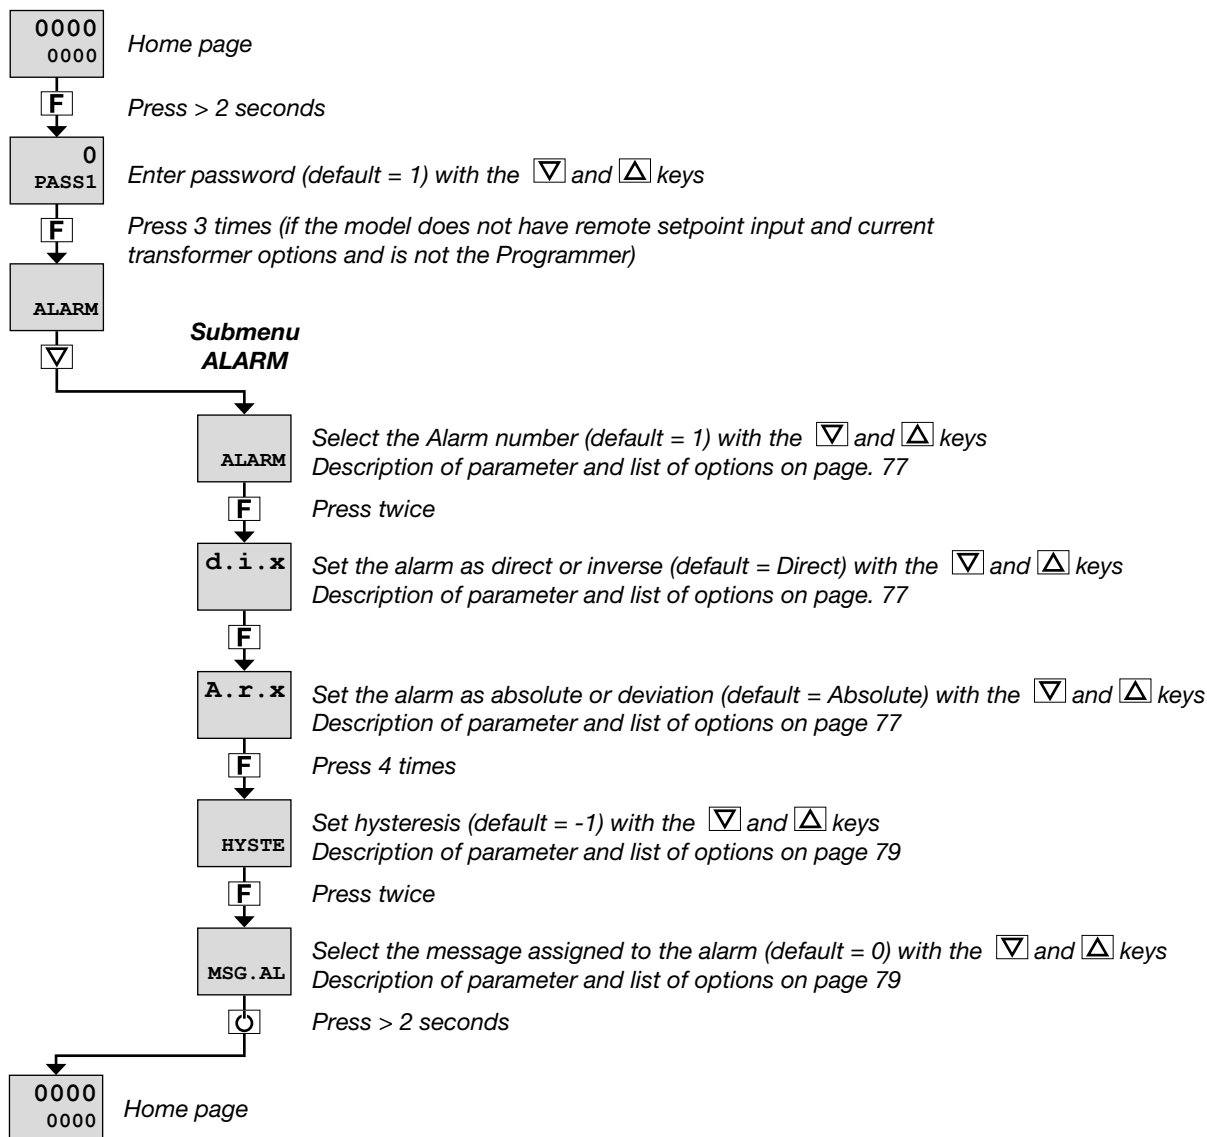 0000
0000
Home page
F
Press > 2 seconds
0
PASS1
Enter password (default = 1) with the ▽ and △ keys
F
Press 3 times (if the model does not have remote setpoint input and current
transformer options and is not the Programmer)
ALARM
▽
Submenu
ALARM
ALARM
Select the Alarm number (default = 1) with the ▽ and △ keys
Description of parameter and list of options on page. 77
F
Press twice
d.i.x
Set the alarm as direct or inverse (default = Direct) with the ▽ and △ keys
Description of parameter and list of options on page. 77
F
A.r.x
Set the alarm as absolute or deviation (default = Absolute) with the ▽ and △ keys
Description of parameter and list of options on page 77
F
Press 4 times
HYSTE
Set hysteresis (default = -1) with the ▽ and △ keys
Description of parameter and list of options on page 79
F
Press twice
MSG.AL
Select the message assigned to the alarm (default = 0) with the ▽ and △ keys
Description of parameter and list of options on page 79
Press > 2 seconds
0000
0000
Home page